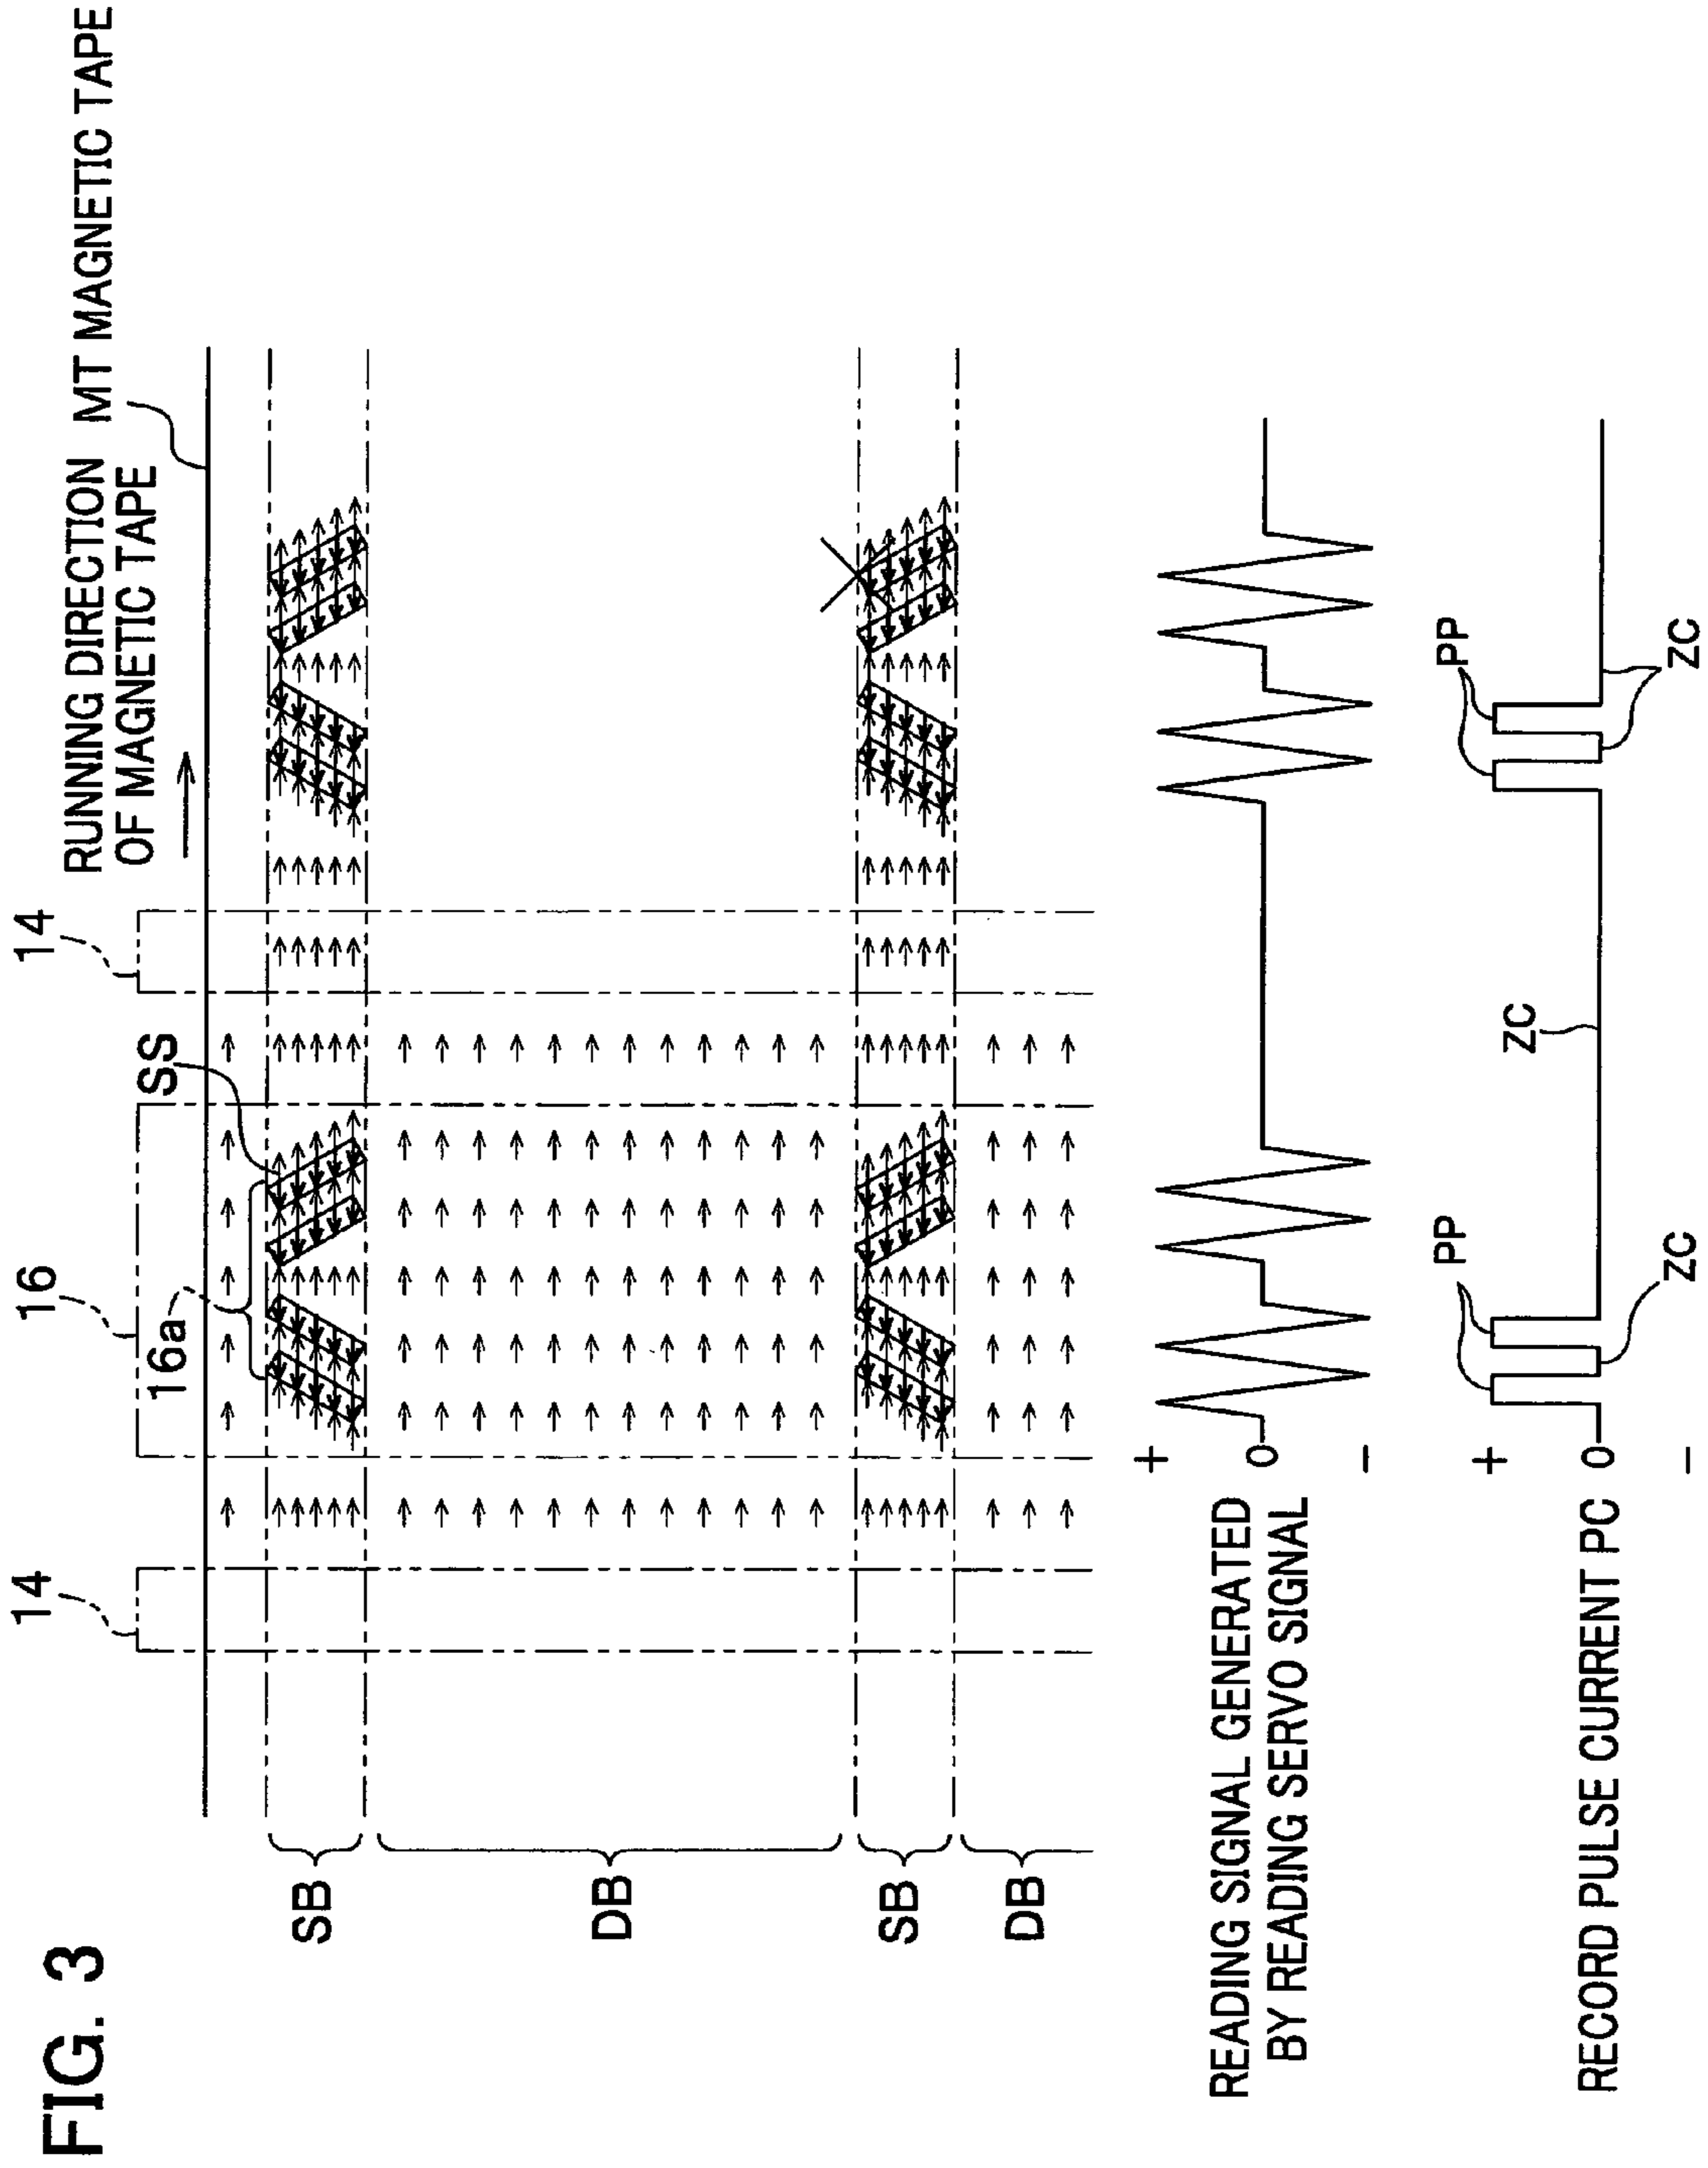 FIG. 3
RUNNING DIRECTION
OF MAGNETIC TAPE
MT MAGNETIC TAPE
14
16
14
16a
SS
SB
DB
SB
DB
READING SIGNAL GENERATED
BY READING SERVO SIGNAL
+
0
−
PP
PP
RECORD PULSE CURRENT PC
+
0
−
ZC
ZC
ZC